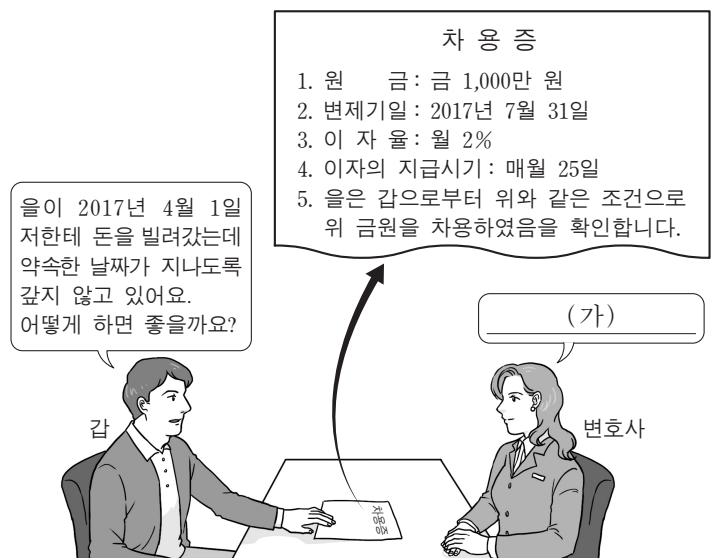 차 용 증
1. 원 금 : 금 1,000만 원
2. 변제기일 : 2017년 7월 31일
3. 이 자 율 : 월 2%
4. 이자의 지급시기 : 매월 25일
5. 을은 갑으로부터 위와 같은 조건으로
위 금원을 차용하였음을 확인합니다.
을이 2017년 4월 1일
저한테 돈을 빌려갔는데
약속한 날짜가 지나도록
갚지 않고 있어요.
어떻게 하면 좋을까요?
(가)
갑
변호사
차용증